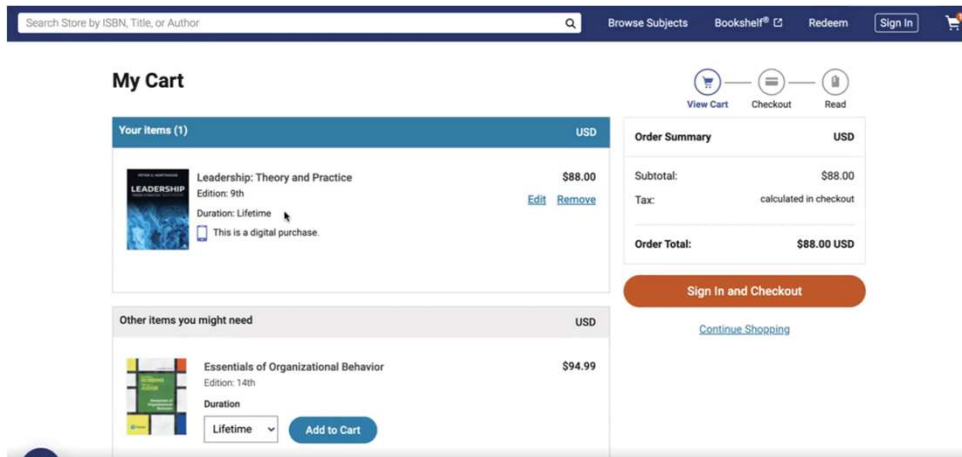 Search Store by ISBN, Title, or Author
Browse Subjects
Bookshelf®
Redeem
Sign In
My Cart
View Cart
Checkout
Read
Your items (1)
USD
LEADERSHIP
Leadership: Theory and Practice
$88.00
Edition: 9th
Edit
Remove
Duration: Lifetime
This is a digital purchase.
Order Summary
USD
Subtotal:
$88.00
Tax:
calculated in checkout
Order Total:
$88.00 USD
Sign In and Checkout
Continue Shopping
Other items you might need
USD
Essentials of Organizational Behavior
$94.99
Edition: 14th
Duration
Lifetime
Add to Cart